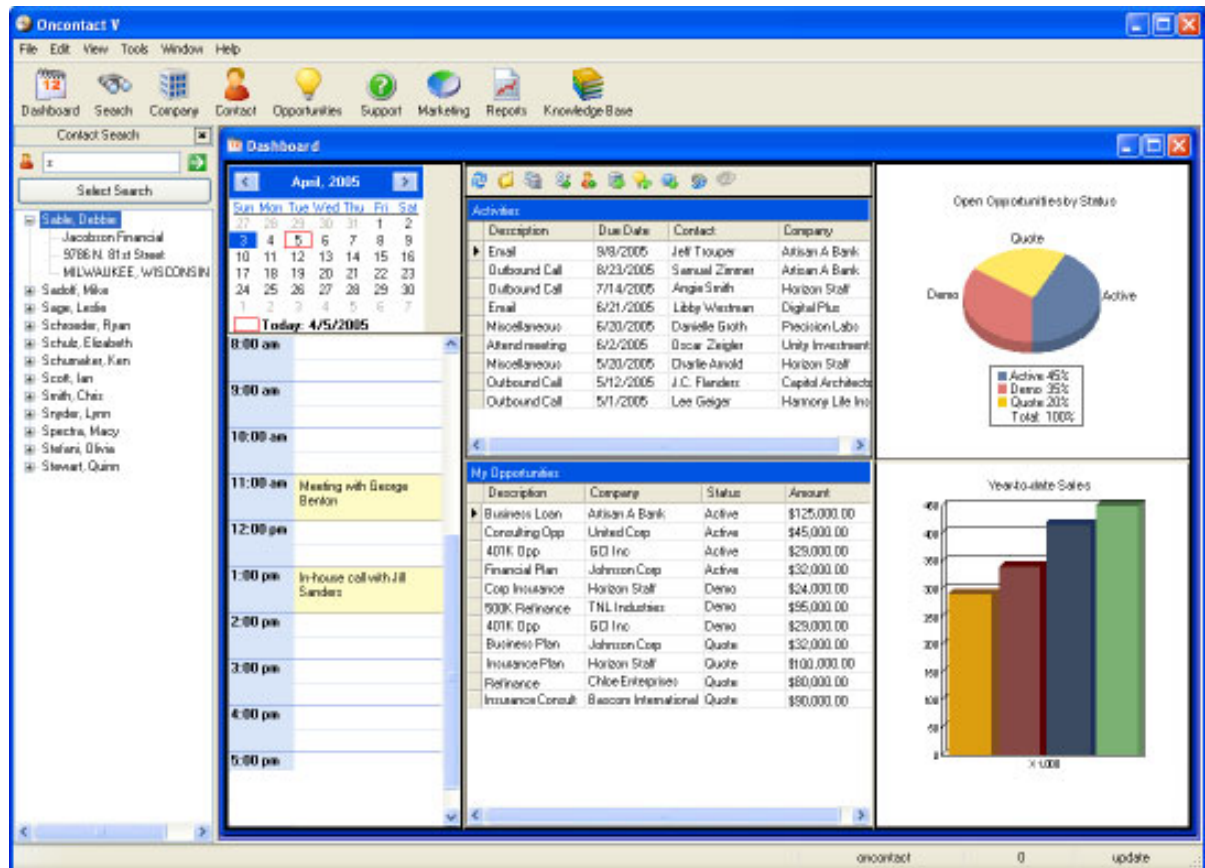 Oncontact V
File Edit View Tools Window Help
12
Dashboard Search Company Contact Opportunities Support Marketing Reports Knowledge Base
Contact Search
s
Select Search
Sable, Debbie
Jacobson Financial
9786 N. 81st Street
MILWAUKEE, WISCONSIN
Sadoff, Mike
Sage, Leslie
Schroeder, Ryan
Schulz, Elizabeth
Schumaker, Ken
Scott, Ian
Smith, Chris
Snyder, Lynn
Spectra, Macy
Stefani, Olivia
Stewart, Quinn
Dashboard
April, 2005
Sun Mon Tue Wed Thu Fri Sat
27 28 29 30 31 1 2
3 4 5 6 7 8 9
10 11 12 13 14 15 16
17 18 19 20 21 22 23
24 25 26 27 28 29 30
1 2 3 4 5 6 7
Today: 4/5/2005
8:00 am
9:00 am
10:00 am
11:00 am Meeting with George
Benton
12:00 pm
1:00 pm In-house call with Jill
Sanders
2:00 pm
3:00 pm
4:00 pm
5:00 pm
Activities
Description Due Date Contact Company
Email 9/8/2005 Jeff Trouper Artisan A Bank
Outbound Call 8/23/2005 Samuel Zimmer Artisan A Bank
Outbound Call 7/14/2005 Angie Smith Horizon Staff
Email 6/21/2005 Libby Westman Digital Plus
Miscellaneous 6/20/2005 Danielle Groth Precision Labs
Attend meeting 6/2/2005 Oscar Zeigler Unity Investment
Miscellaneous 5/20/2005 Charlie Arnold Horizon Staff
Outbound Call 5/12/2005 J.C. Flanders Capitol Architects
Outbound Call 5/1/2005 Lee Geiger Harmony Life Inc
My Opportunities
Description Company Status Amount
Business Loan Artisan A Bank Active $125,000.00
Consulting Opp United Corp Active $45,000.00
401K Opp Active $29,000.00
Financial Plan Johnson Corp Active $32,000.00
Corp Insurance Horizon Staff Demo $24,000.00
500K Refinance TNL Industries Demo $95,000.00
401K Opp Demo $29,000.00
Business Plan Johnson Corp Quote $32,000.00
Insurance Plan Horizon Staff Quote $100,000.00
Refinance Chloe Enterprises Quote $80,000.00
Insurance Consult Bascom International Quote $90,000.00
Open Opportunities by Status
Quote
Demo
Active
Active 45%
Demo 35%
Quote 20%
Total: 100%
Year-to-date Sales
450
400
350
300
250
200
150
100
50
0
X 1,000
oncontact 0 update